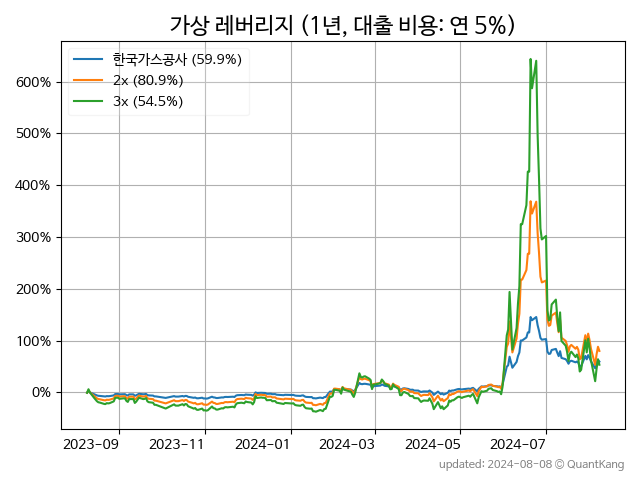 가상 레버리지 (1년, 대출 비용: 연 5%)
한국가스공사 (59.9%)
2x (80.9%)
3x (54.5%)
600%
500%
400%
300%
200%
100%
0%
2023-09
2023-11
2024-01
2024-03
2024-05
2024-07
updated: 2024-08-08 © QuantKang